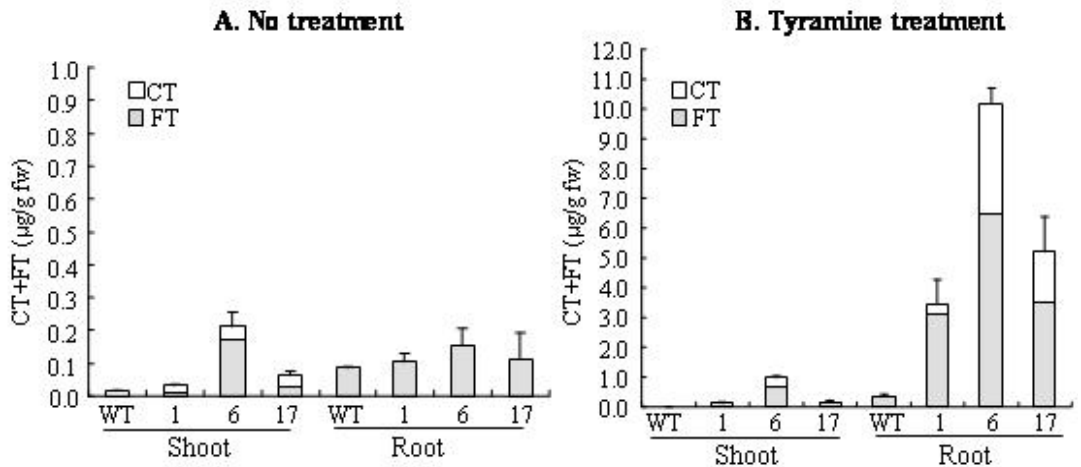 A. No treatment
CT+FT (µg/g fw)
1.0
0.9
0.8
0.7
0.6
0.5
0.4
0.3
0.2
0.1
0.0
CT
FT
WT 1 6 17 WT 1 6 17
Shoot Root
B. Tyramine treatment
CT+FT (µg/g fw)
12.0
11.0
10.0
9.0
8.0
7.0
6.0
5.0
4.0
3.0
2.0
1.0
0.0
CT
FT
WT 1 6 17 WT 1 6 17
Shoot Root